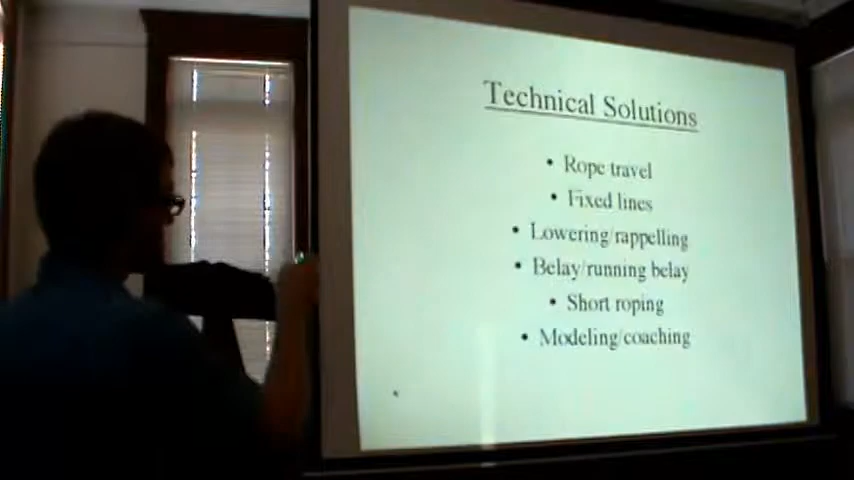 Technical Solutions
• Rope travel
• Fixed lines
• Lowering/rappelling
• Belay/running belay
• Short roping
• Modeling/coaching